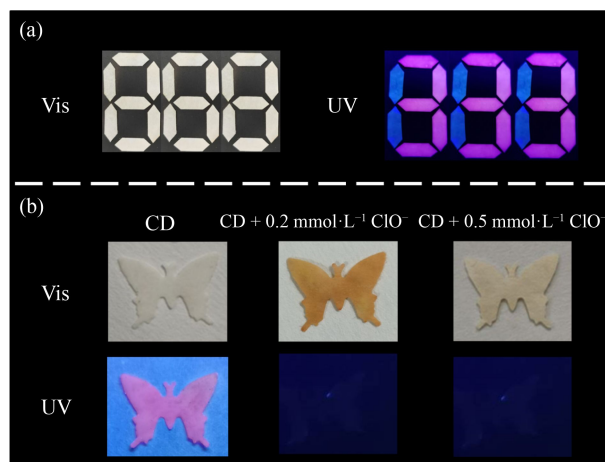 (a)
Vis
UV
(b)
CD
CD + 0.2 mmol·L⁻¹ ClO⁻
CD + 0.5 mmol·L⁻¹ ClO⁻
Vis
UV